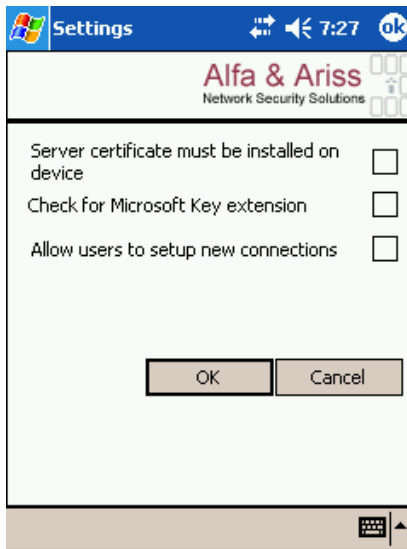 Settings 7:27 ok
Alfa & Ariss
Network Security Solutions
Server certificate must be installed on
device
Check for Microsoft Key extension
Allow users to setup new connections
OK Cancel